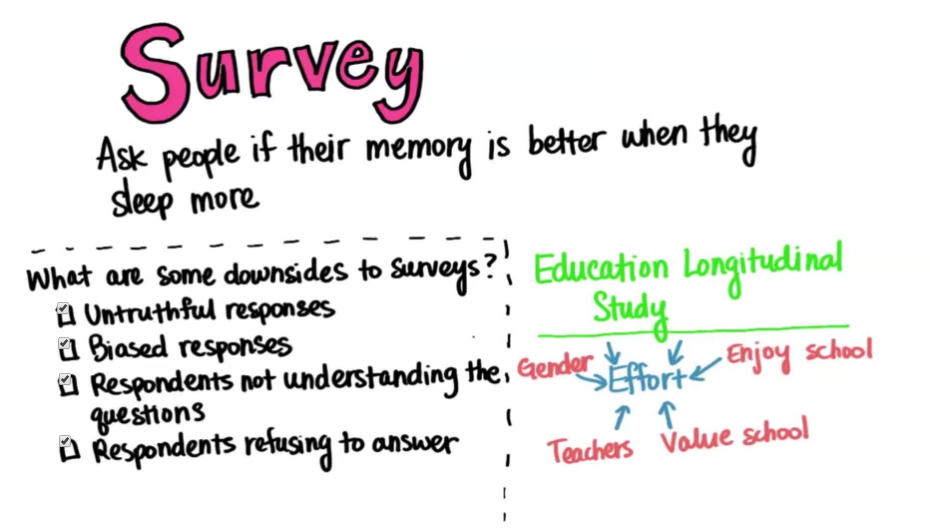 Survey
Ask people if their memory is better when they
sleep more
What are some downsides to surveys?
Untruthful responses
Biased responses
Respondents not understanding the
questions
Respondents refusing to answer
Education Longitudinal
Study
Gender
Effort
Enjoy school
Teachers
Value school